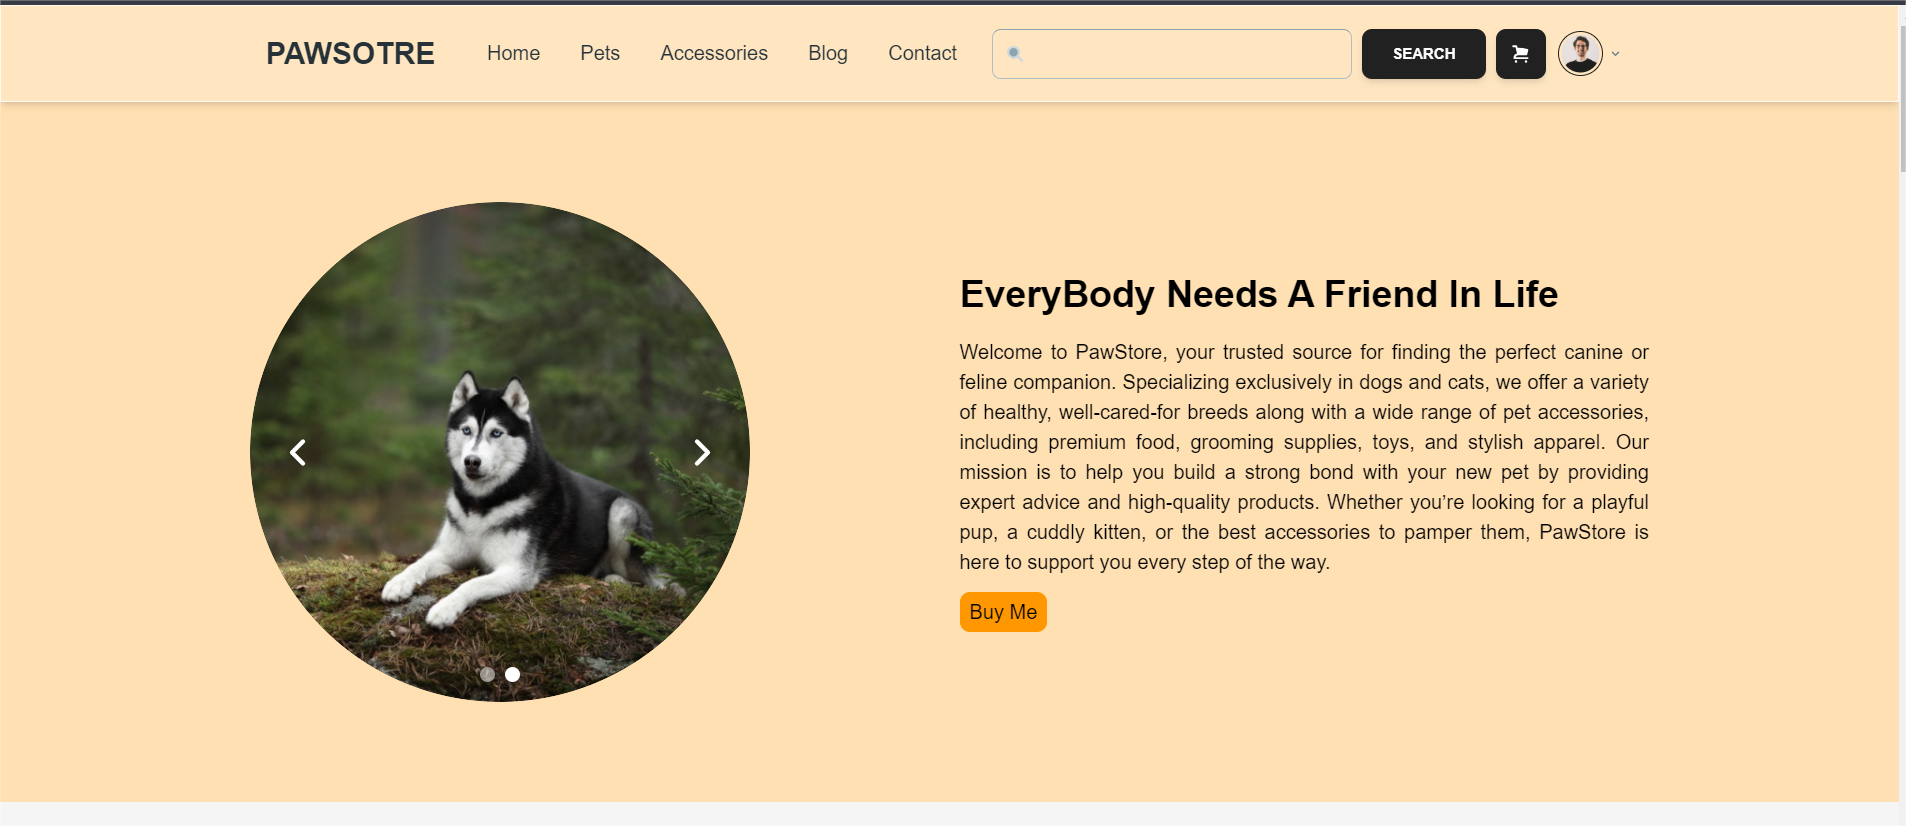 PAWSOTRE
Home Pets Accessories Blog Contact SEARCH
EveryBody Needs A Friend In Life
Welcome to PawStore, your trusted source for finding the perfect canine or
feline companion. Specializing exclusively in dogs and cats, we offer a variety
of healthy, well-cared-for breeds along with a wide range of pet accessories,
including premium food, grooming supplies, toys, and stylish apparel. Our
mission is to help you build a strong bond with your new pet by providing
expert advice and high-quality products. Whether you’re looking for a playful
pup, a cuddly kitten, or the best accessories to pamper them, PawStore is
here to support you every step of the way.
Buy Me